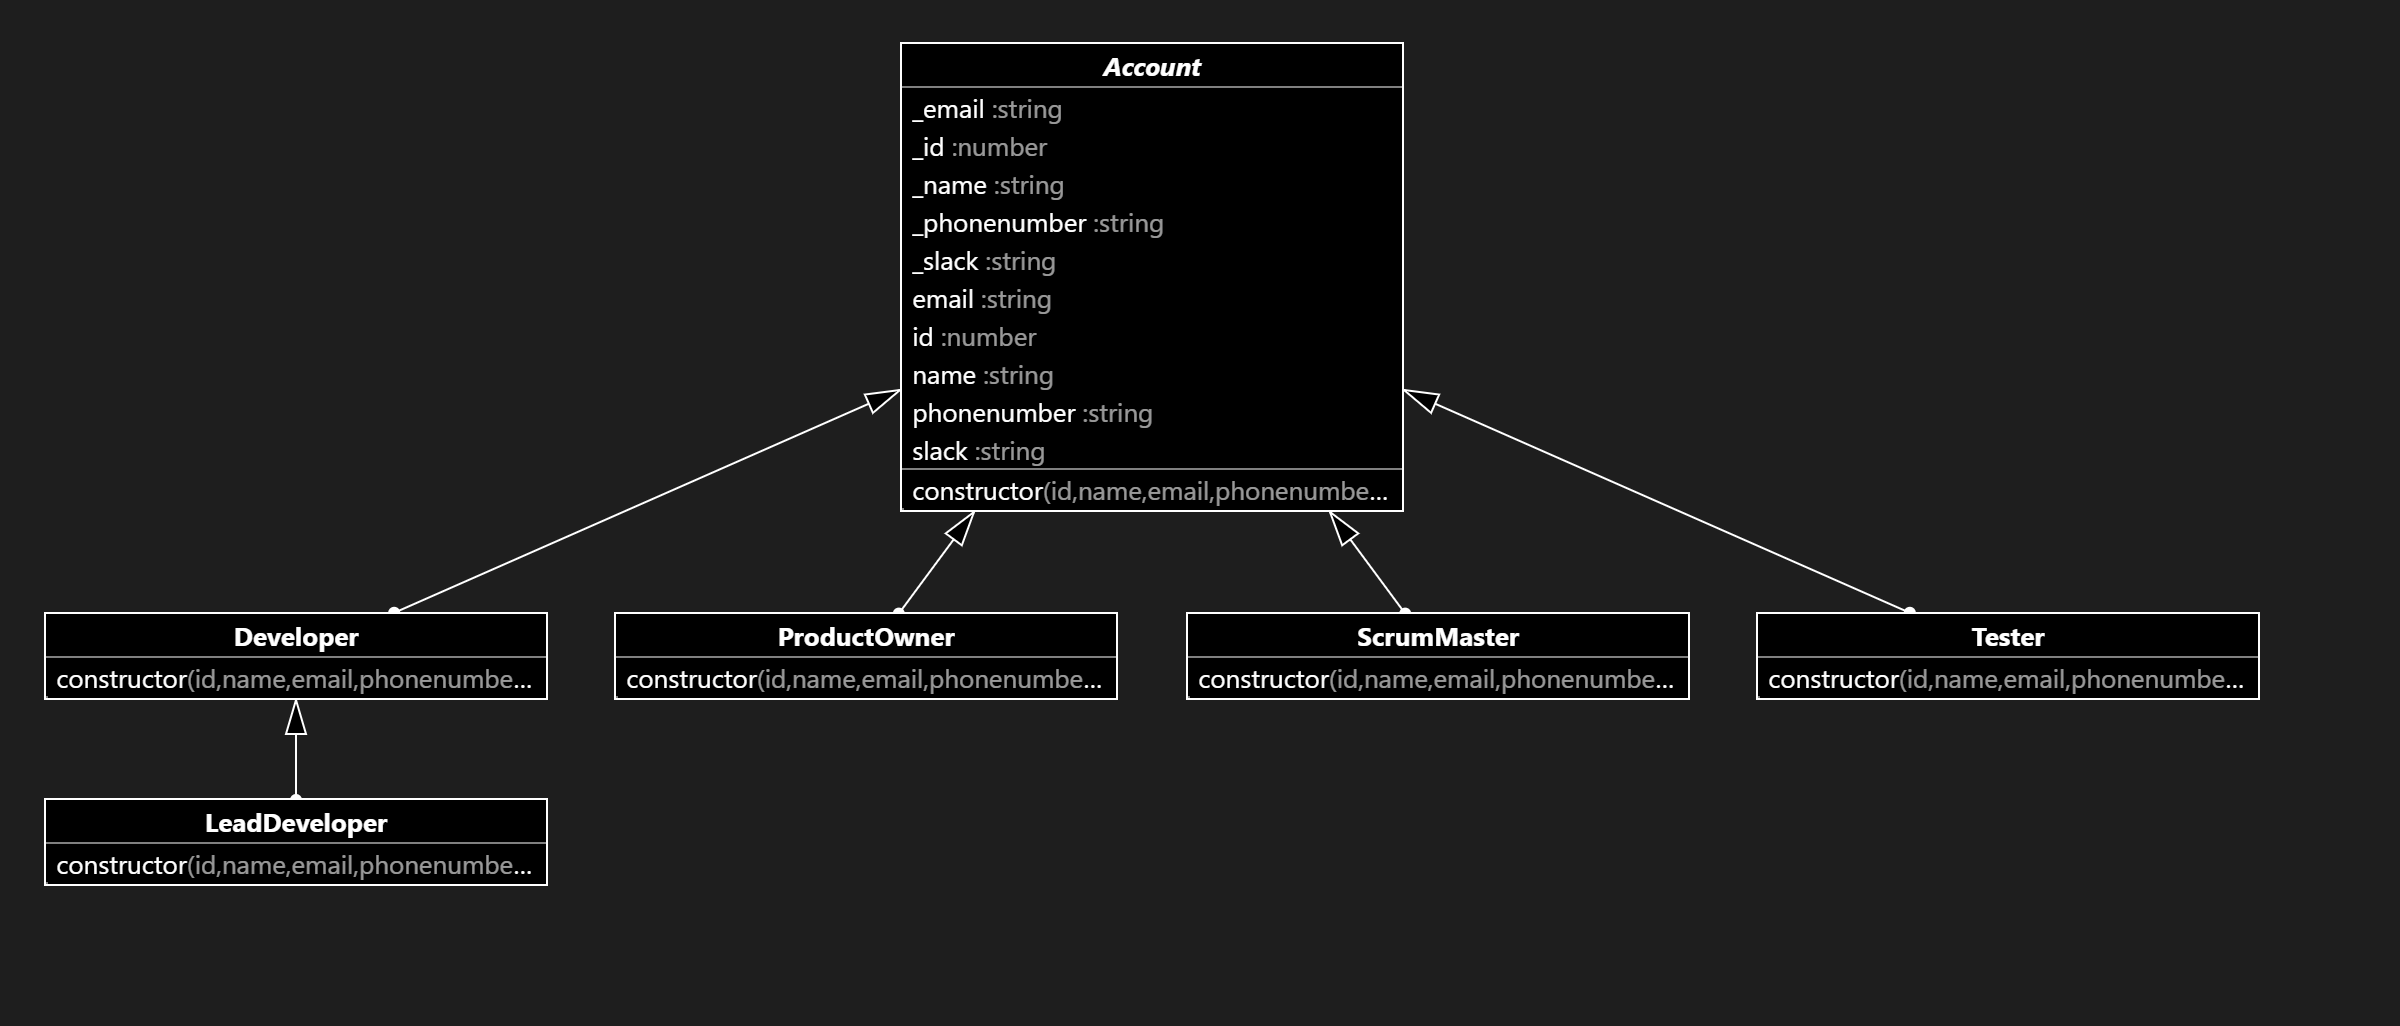 Account
_email :string
_id :number
_name :string
_phonenumber :string
_slack :string
email :string
id :number
name :string
phonenumber :string
slack :string
constructor(id,name,email,phonenumbe...
Developer
constructor(id,name,email,phonenumbe...
ProductOwner
constructor(id,name,email,phonenumbe...
ScrumMaster
constructor(id,name,email,phonenumbe...
Tester
constructor(id,name,email,phonenumbe...
LeadDeveloper
constructor(id,name,email,phonenumbe...